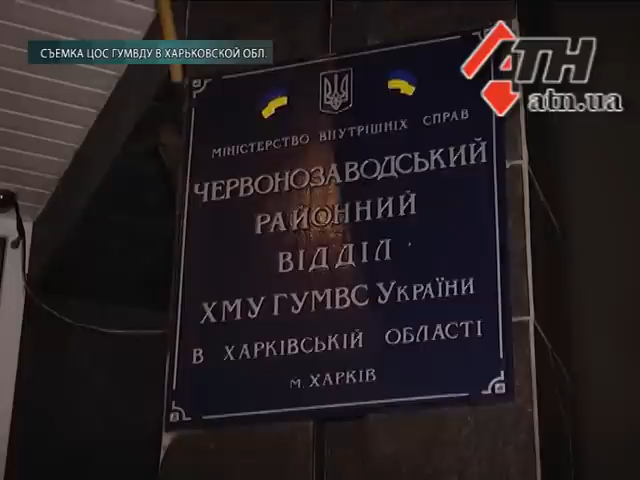 СЪЕМКА ЦОС ГУМВДУ В ХАРЬКОВСКОЙ ОБЛ.
АТН
atn.ua
МІНІСТЕРСТВО ВНУТРІШНІХ СПРАВ
ЧЕРВОНОЗАВОДСЬКИЙ
РАЙОННИЙ
ВІДДІЛ
ХМУ ГУМВС УКРАЇНИ
В ХАРКІВСЬКІЙ ОБЛАСТІ
М. ХАРКІВ